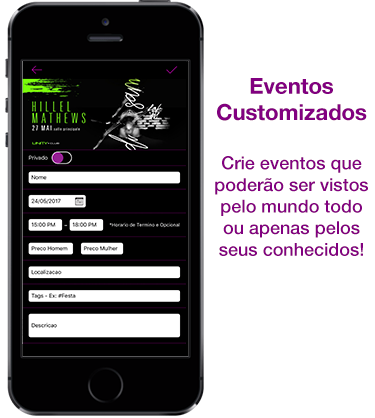 HILLEL
MATHEWS
27 MAI
UNITY CLUB
Privado
Nome
24/05/2017
15:00 PM - 18:00 PM *Horario de Termino e Opcional
Preco Homem Preco Mulher
Localizacao
Tags - Ex: #Festa
Descricao
Eventos
Customizados
Crie eventos que
poderão ser vistos
pelo mundo todo
ou apenas pelos
seus conhecidos!